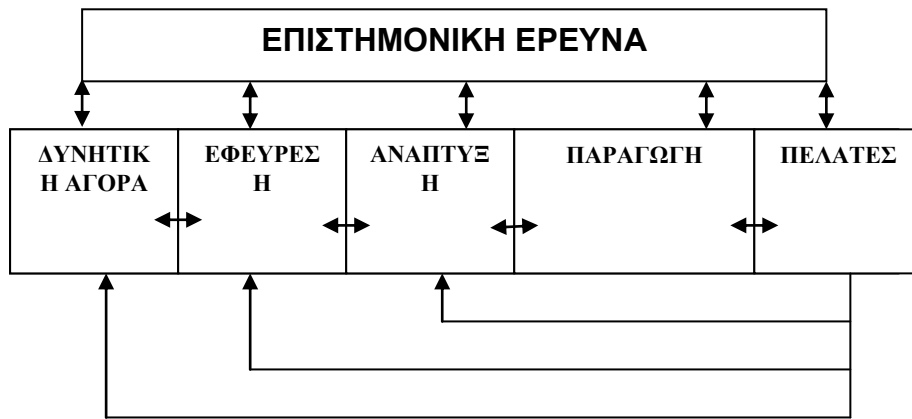 ΕΠΙΣΤΗΜΟΝΙΚΗ ΕΡΕΥΝΑ
ΔΥΝΗΤΙΚ
Η ΑΓΟΡΑ
ΕΦΕΥΡΕΣ
Η
ΑΝΑΠΤΥΞ
Η
ΠΑΡΑΓΩΓΗ
ΠΕΛΑΤΕΣ